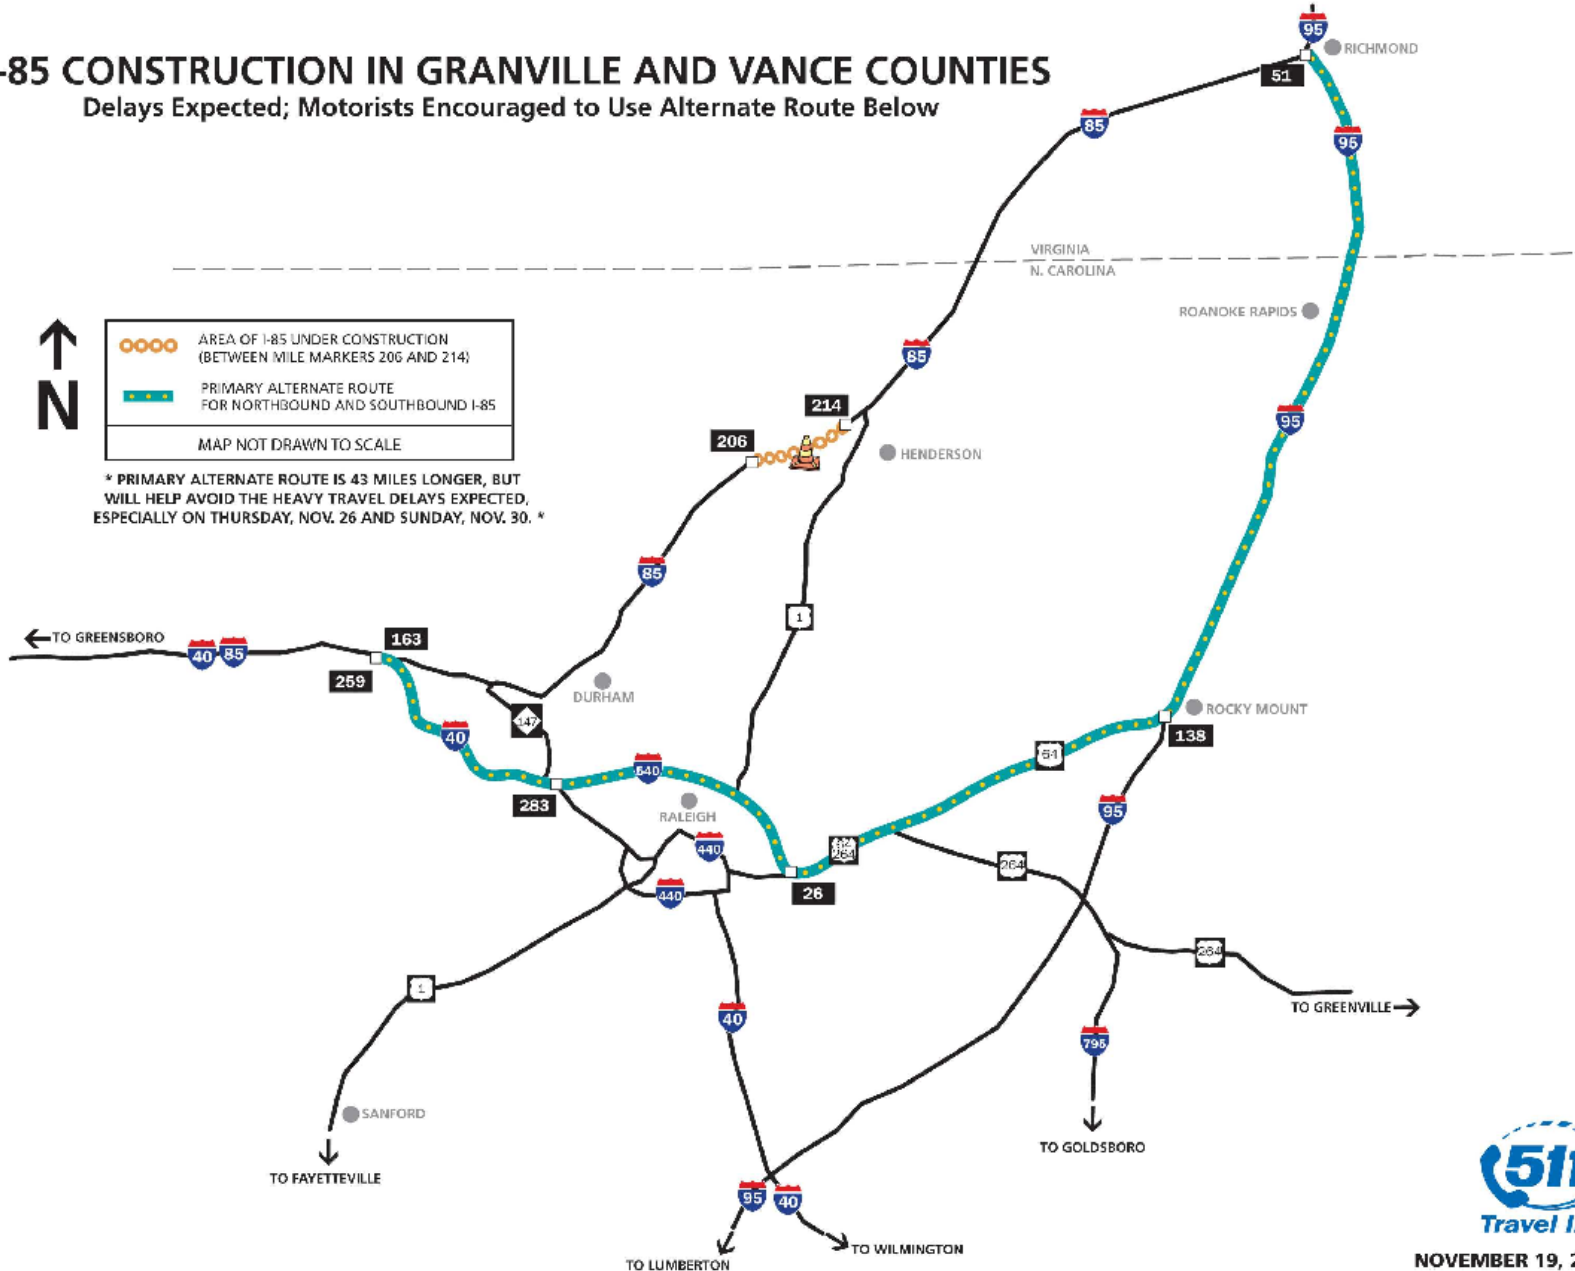 -85 CONSTRUCTION IN GRANVILLE AND VANCE COUNTIES
Delays Expected; Motorists Encouraged to Use Alternate Route Below
95
RICHMOND
51
85
95
VIRGINIA
N. CAROLINA
ROANOKE RAPIDS
AREA OF I-85 UNDER CONSTRUCTION
(BETWEEN MILE MARKERS 206 AND 214)
PRIMARY ALTERNATE ROUTE
FOR NORTHBOUND AND SOUTHBOUND I-85
MAP NOT DRAWN TO SCALE
N
* PRIMARY ALTERNATE ROUTE IS 43 MILES LONGER, BUT
WILL HELP AVOID THE HEAVY TRAVEL DELAYS EXPECTED,
ESPECIALLY ON THURSDAY, NOV. 26 AND SUNDAY, NOV. 30. *
85
214
206
HENDERSON
95
85
1
TO GREENSBORO
40
85
163
259
DURHAM
147
40
540
283
RALEIGH
440
440
26
64
264
64
ROCKY MOUNT
138
95
264
264
TO GREENVILLE
1
SANFORD
TO FAYETTEVILLE
40
795
TO GOLDSBORO
95
40
TO LUMBERTON
TO WILMINGTON
511
Travel I
NOVEMBER 19, 2